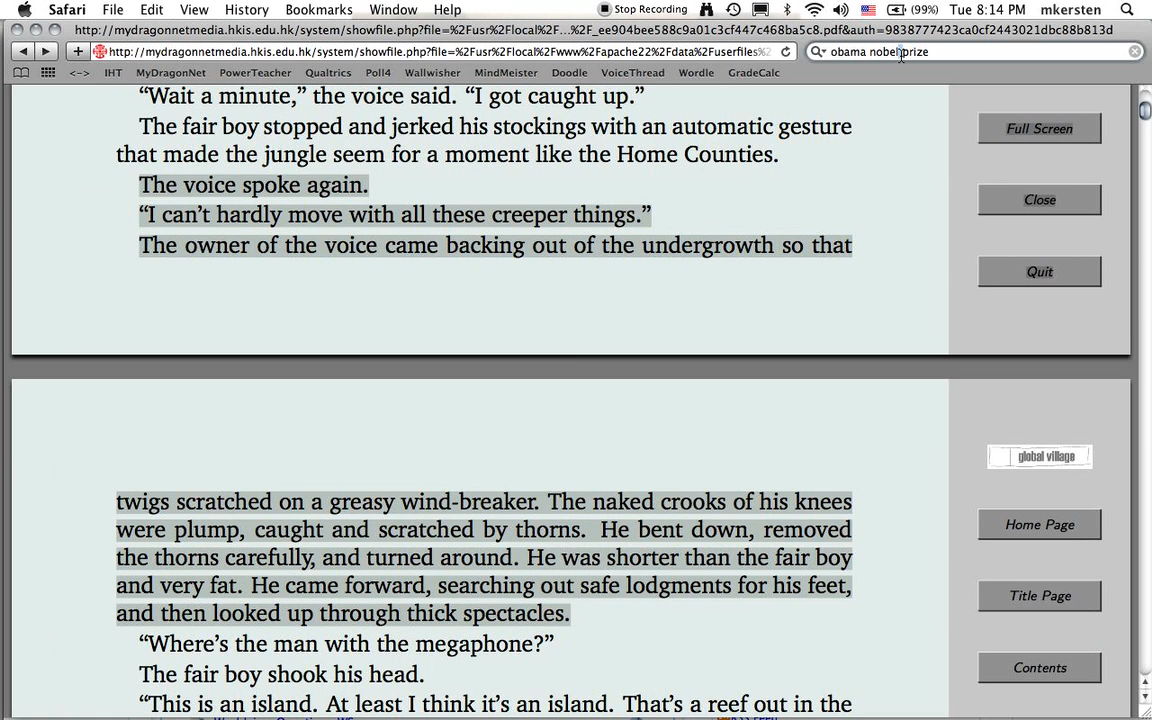 Safari File Edit View History Bookmarks Window Help Stop Recording (99%) Tue 8:14 PM mkersten
http://mydragonnetmedia.hkis.edu.hk/system/showfile.php?file=%2Fusr%2Flocal%2F...%2F_ee904bee588c9a01c3cf447c468ba5c8.pdf&auth=9838777423ca0cf2443021dbc88b813d
http://mydragonnetmedia.hkis.edu.hk/system/showfile.php?file=%2Fusr%2Flocal%2Fwww%2Fapache22%2Fdata%2Fuserfiles%2 obama nobel prize
<-> IHT MyDragonNet PowerTeacher Qualtrics Poll4 Wallwisher MindMeister Doodle VoiceThread Wordle GradeCalc
“Wait a minute,” the voice said. “I got caught up.”
The fair boy stopped and jerked his stockings with an automatic gesture
that made the jungle seem for a moment like the Home Counties.
The voice spoke again.
“I can’t hardly move with all these creeper things.”
The owner of the voice came backing out of the undergrowth so that
Full Screen
Close
Quit
twigs scratched on a greasy wind-breaker. The naked crooks of his knees
were plump, caught and scratched by thorns. He bent down, removed
the thorns carefully, and turned around. He was shorter than the fair boy
and very fat. He came forward, searching out safe lodgments for his feet,
and then looked up through thick spectacles.
“Where’s the man with the megaphone?”
The fair boy shook his head.
“This is an island. At least I think it’s an island. That’s a reef out in the
global village
Home Page
Title Page
Contents